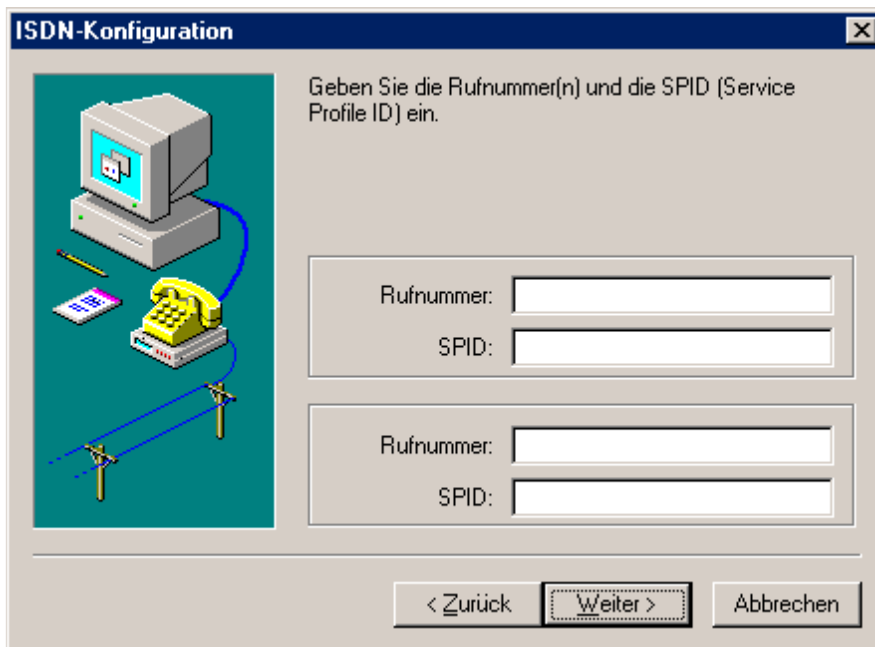 ISDN-Konfiguration
Geben Sie die Rufnummer(n) und die SPID (Service
Profile ID) ein.
Rufnummer:
SPID:
Rufnummer:
SPID:
< Zurück
Weiter >
Abbrechen